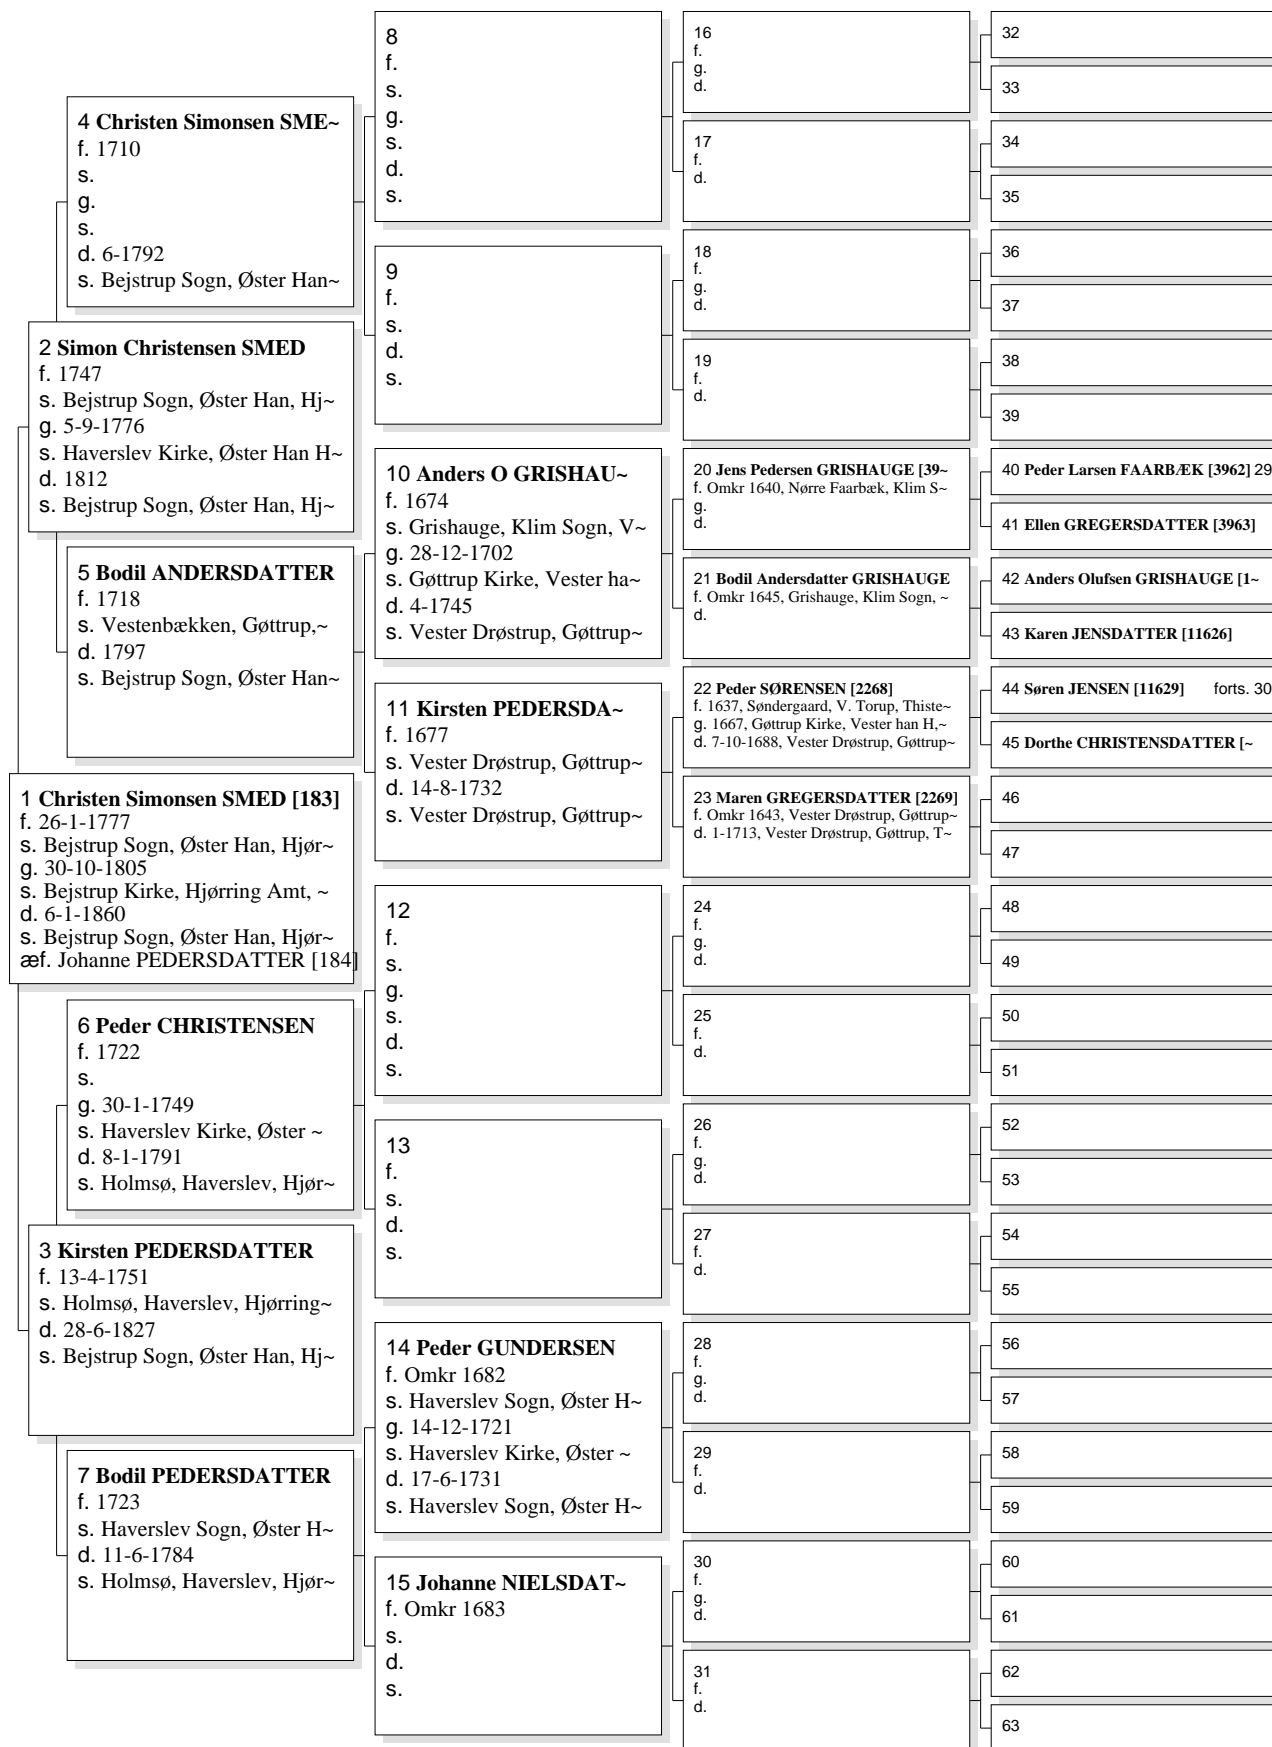 4 Christen Simonsen SME~
f. 1710
s.
g.
s.
d. 6-1792
s. Bejstrup Sogn, Øster Han~
2 Simon Christensen SMED
f. 1747
s. Bejstrup Sogn, Øster Han, Hj~
g. 5-9-1776
s. Haverslev Kirke, Øster Han H~
d. 1812
s. Bejstrup Sogn, Øster Han, Hj~
5 Bodil ANDERSDATTER
f. 1718
s. Vestenbækken, Gøttrup,~
d. 1797
s. Bejstrup Sogn, Øster Han~
1 Christen Simonsen SMED [183]
f. 26-1-1777
s. Bejstrup Sogn, Øster Han, Hjør~
g. 30-10-1805
s. Bejstrup Kirke, Hjørring Amt, ~
d. 6-1-1860
s. Bejstrup Sogn, Øster Han, Hjør~
æf. Johanne PEDERSDATTER [184]
6 Peder CHRISTENSEN
f. 1722
s.
g. 30-1-1749
s. Haverslev Kirke, Øster ~
d. 8-1-1791
s. Holmsø, Haverslev, Hjør~
3 Kirsten PEDERSDATTER
f. 13-4-1751
s. Holmsø, Haverslev, Hjørring~
d. 28-6-1827
s. Bejstrup Sogn, Øster Han, Hj~
7 Bodil PEDERSDATTER
f. 1723
s. Haverslev Sogn, Øster H~
d. 11-6-1784
s. Holmsø, Haverslev, Hjør~
8
f.
s.
g.
s.
d.
s.
9
f.
s.
d.
s.
10 Anders O GRISHAU~
f. 1674
s. Grishauge, Klim Sogn, V~
g. 28-12-1702
s. Gøttrup Kirke, Vester ha~
d. 4-1745
s. Vester Drøstrup, Gøttrup~
11 Kirsten PEDERSDA~
f. 1677
s. Vester Drøstrup, Gøttrup~
d. 14-8-1732
s. Vester Drøstrup, Gøttrup~
12
f.
s.
g.
s.
d.
s.
13
f.
s.
d.
s.
14 Peder GUNDERSEN
f. Omkr 1682
s. Haverslev Sogn, Øster H~
g. 14-12-1721
s. Haverslev Kirke, Øster ~
d. 17-6-1731
s. Haverslev Sogn, Øster H~
15 Johanne NIELSDAT~
f. Omkr 1683
s.
d.
s.
16
f.
g.
d.
17
f.
d.
18
f.
g.
d.
19
f.
d.
20 Jens Pedersen GRISHAUGE [39~
f. Omkr 1640, Nørre Faarbæk, Klim S~
g.
d.
21 Bodil Andersdatter GRISHAUGE
f. Omkr 1645, Grishauge, Klim Sogn, ~
d.
22 Peder SØRENSEN [2268]
f. 1637, Søndergaard, V. Torup, Thiste~
g. 1667, Gøttrup Kirke, Vester han H,~
d. 7-10-1688, Vester Drøstrup, Gøttrup~
23 Maren GREGERSDATTER [2269]
f. Omkr 1643, Vester Drøstrup, Gøttrup~
d. 1-1713, Vester Drøstrup, Gøttrup, T~
24
f.
g.
d.
25
f.
d.
26
f.
g.
d.
27
f.
d.
28
f.
g.
d.
29
f.
d.
30
f.
g.
d.
31
f.
d.
32
33
34
35
36
37
38
39
40 Peder Larsen FAARBÆK [3962] 29
41 Ellen GREGERSDATTER [3963]
42 Anders Olufsen GRISHAUGE [1~
43 Karen JENSDATTER [11626]
44 Søren JENSEN [11629] forts. 30
45 Dorthe CHRISTENSDATTER [~
46
47
48
49
50
51
52
53
54
55
56
57
58
59
60
61
62
63